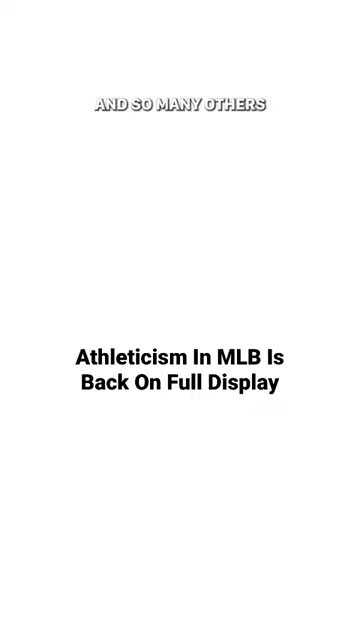 AND SO MANY OTHERS
Athleticism In MLB Is
Back On Full Display